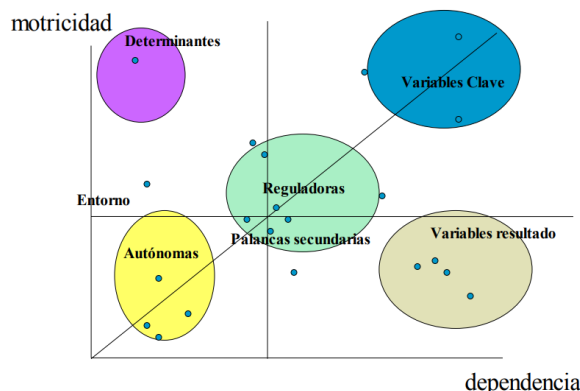 motricidad
Determinantes
Variables Clave
Reguladoras
Entorno
Palancas secundarias
Variables resultado
Autónomas
dependencia